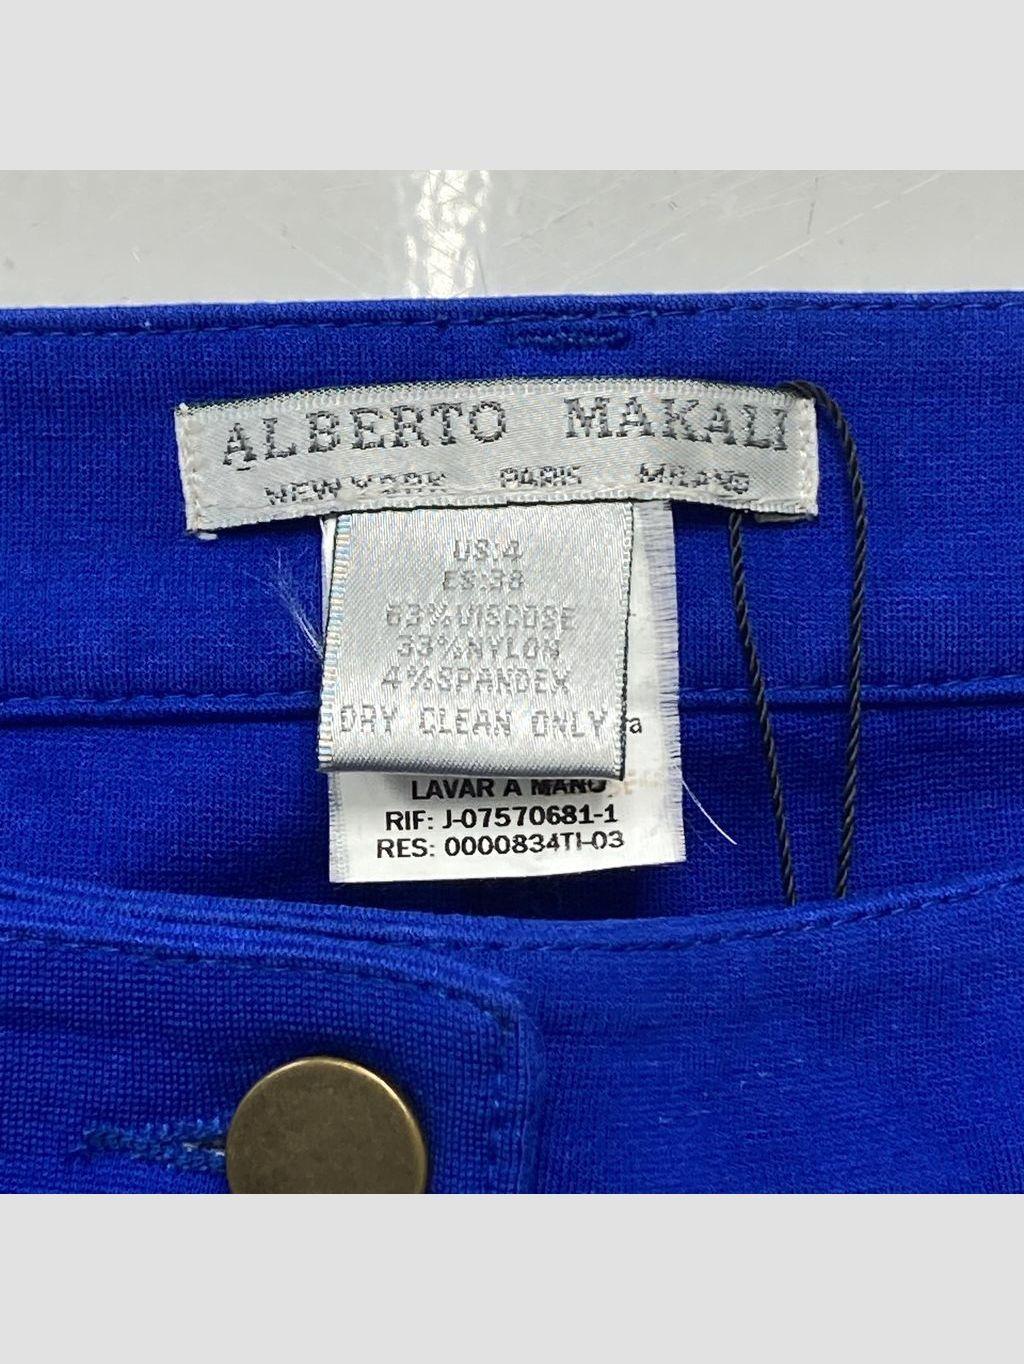 ALBERTO MAKALI
NEW YORK PARIS MILANO
US:4
ES:38
63%VISCOSE
33%NYLON
4%SPANDEX
DRY CLEAN ONLY
ra
LAVAR A MANO
RIF: J-07570681-1
RES: 0000834TI-03